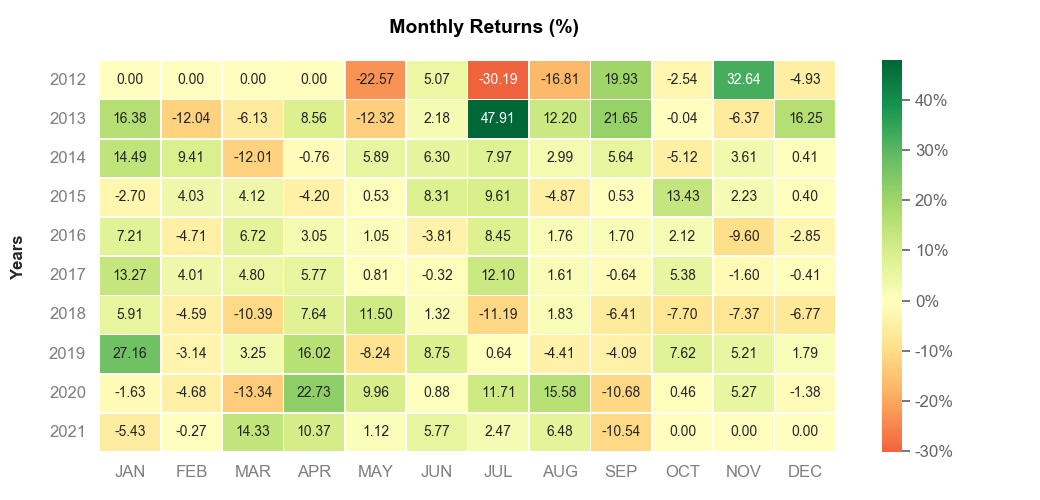 Monthly Returns (%)
2012 0.00 0.00 0.00 0.00 -22.57 5.07 -30.19 -16.81 19.93 -2.54 32.64 -4.93
2013 16.38 -12.04 -6.13 8.56 -12.32 2.18 47.91 12.20 21.65 -0.04 -6.37 16.25
2014 14.49 9.41 -12.01 -0.76 5.89 6.30 7.97 2.99 5.64 -5.12 3.61 0.41
2015 -2.70 4.03 4.12 -4.20 0.53 8.31 9.61 -4.87 0.53 13.43 2.23 0.40
2016 7.21 -4.71 6.72 3.05 1.05 -3.81 8.45 1.76 1.70 2.12 -9.60 -2.85
2017 13.27 4.01 4.80 5.77 0.81 -0.32 12.10 1.61 -0.64 5.38 -1.60 -0.41
2018 5.91 -4.59 -10.39 7.64 11.50 1.32 -11.19 1.83 -6.41 -7.70 -7.37 -6.77
2019 27.16 -3.14 3.25 16.02 -8.24 8.75 0.64 -4.41 -4.09 7.62 5.21 1.79
2020 -1.63 -4.68 -13.34 22.73 9.96 0.88 11.71 15.58 -10.68 0.46 5.27 -1.38
2021 -5.43 -0.27 14.33 10.37 1.12 5.77 2.47 6.48 -10.54 0.00 0.00 0.00
JAN FEB MAR APR MAY JUN JUL AUG SEP OCT NOV DEC
Years
40%
30%
20%
10%
0%
-10%
-20%
-30%